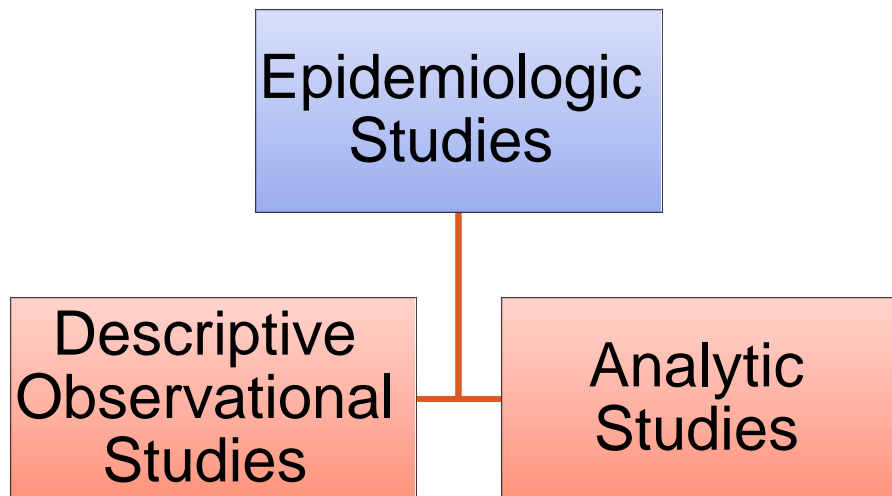 Epidemiologic
Studies
Descriptive
Observational
Studies
Analytic
Studies